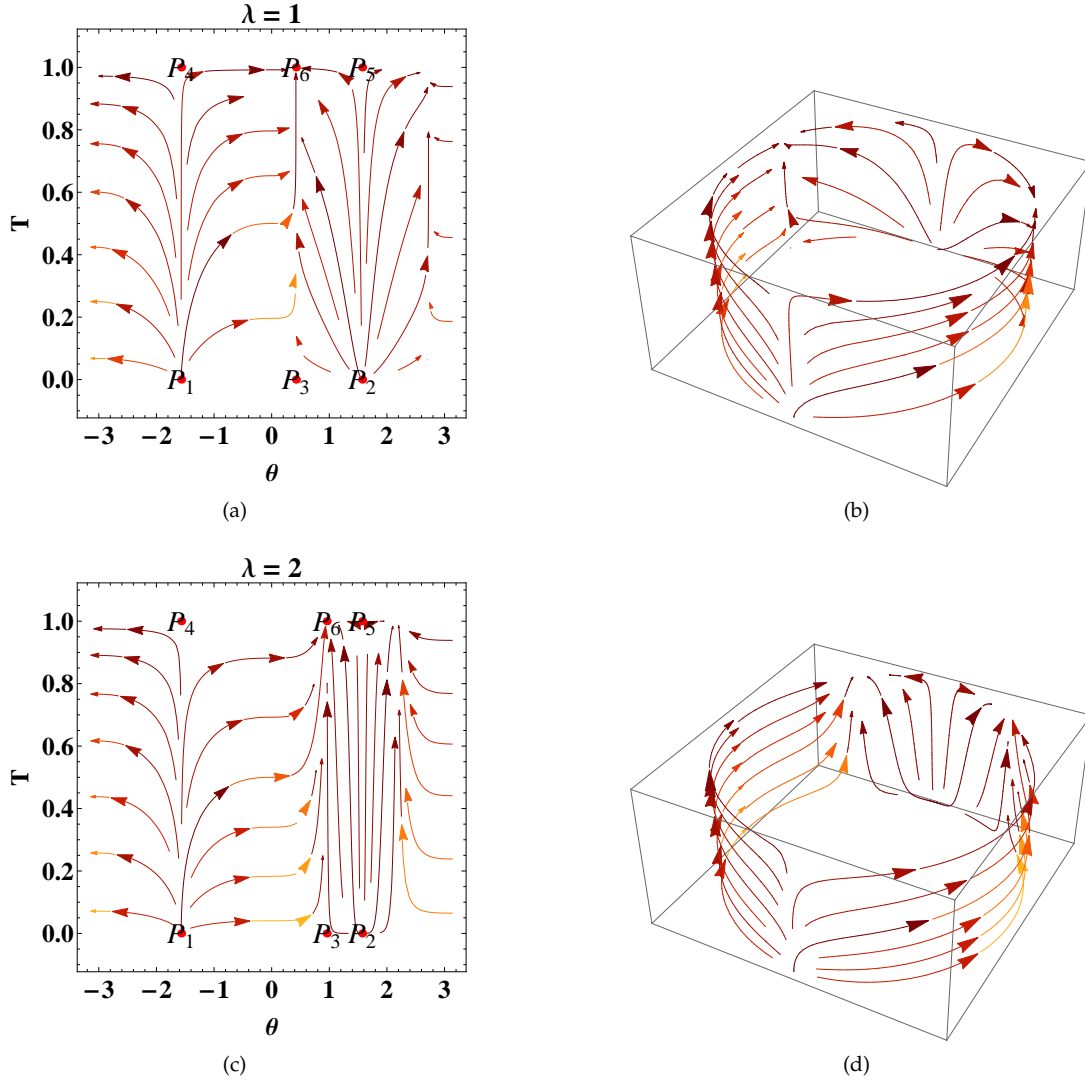 λ = 1
1.0
0.8
0.6
0.4
0.2
0.0
T
P₄
P₆
P₅
P₁
P₃
P₂
−3 −2 −1 0 1 2 3
θ
(a)
(b)
λ = 2
1.0
0.8
0.6
0.4
0.2
0.0
T
P₄
P₆
P₅
P₁
P₃
P₂
−3 −2 −1 0 1 2 3
θ
(c)
(d)